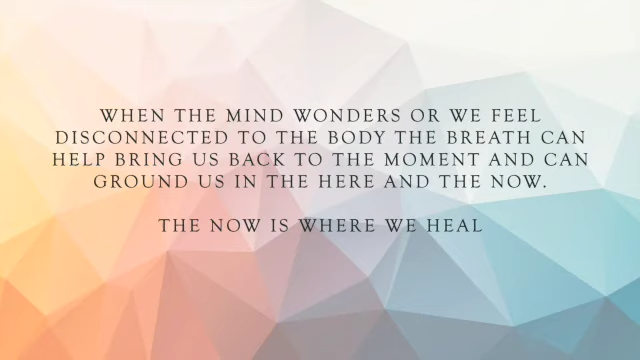 WHEN THE MIND WONDERS OR WE FEEL
DISCONNECTED TO THE BODY THE BREATH CAN
HELP BRING US BACK TO THE MOMENT AND CAN
GROUND US IN THE HERE AND THE NOW.
THE NOW IS WHERE WE HEAL